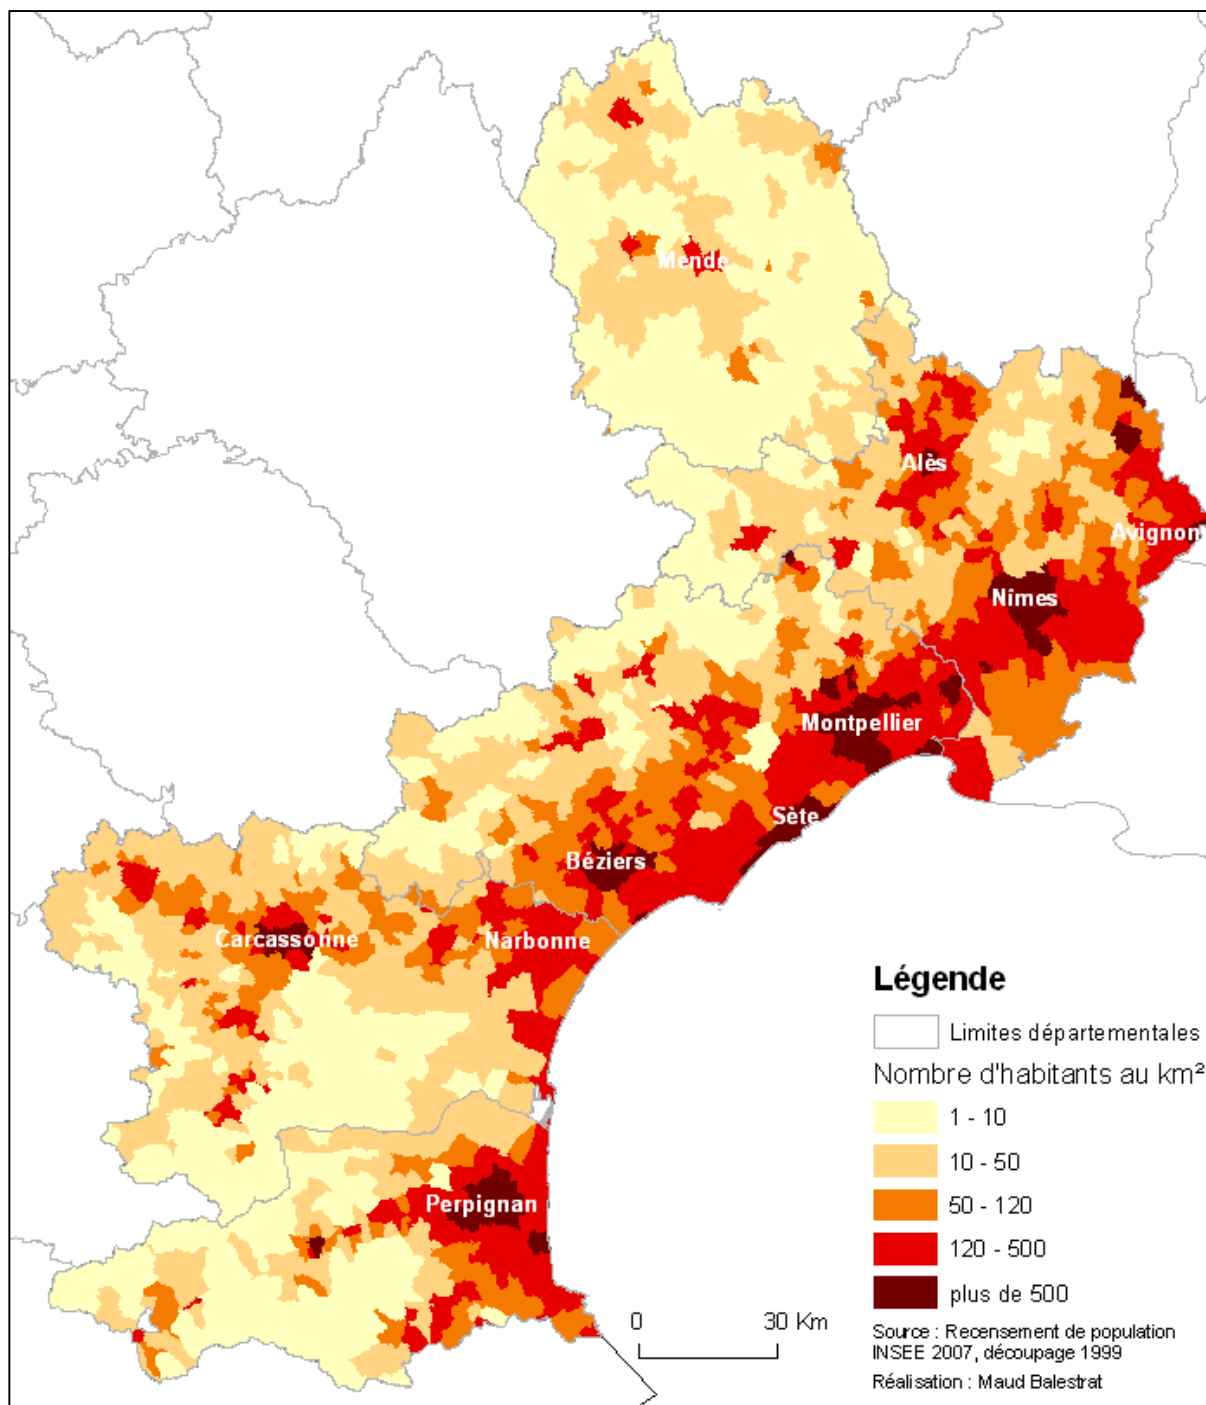 Mende
Alès
Avignon
Nîmes
Montpellier
Sète
Béziers
Carcassonne
Narbonne
Perpignan
Légende
Limites départementales
Nombre d'habitants au km²
1 - 10
10 - 50
50 - 120
120 - 500
plus de 500
0 30 Km
Source : Recensement de population
INSEE 2007, découpage 1999
Réalisation : Maud Balestrat